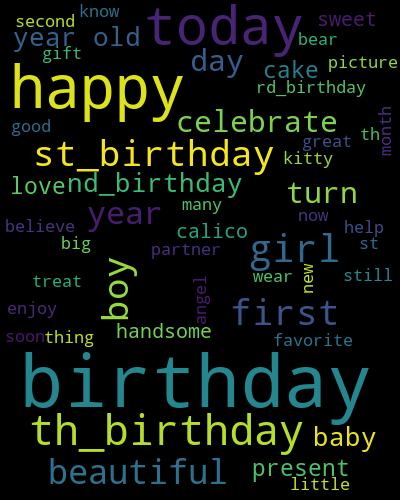 know
second
today
sweet
year old
bear
gift
day
picture
cake
happy
rd_birthday
good
celebrate
th
month
great
st_birthday
kitty
love
nd_birthday
turn
year
many
now
believe
calico
help
big
partner
girl
st
boy
treat
wear
new
still
angel
enjoy
first
handsome
soon
thing
favorite
birthday
th_birthday
baby
beautiful
present
little